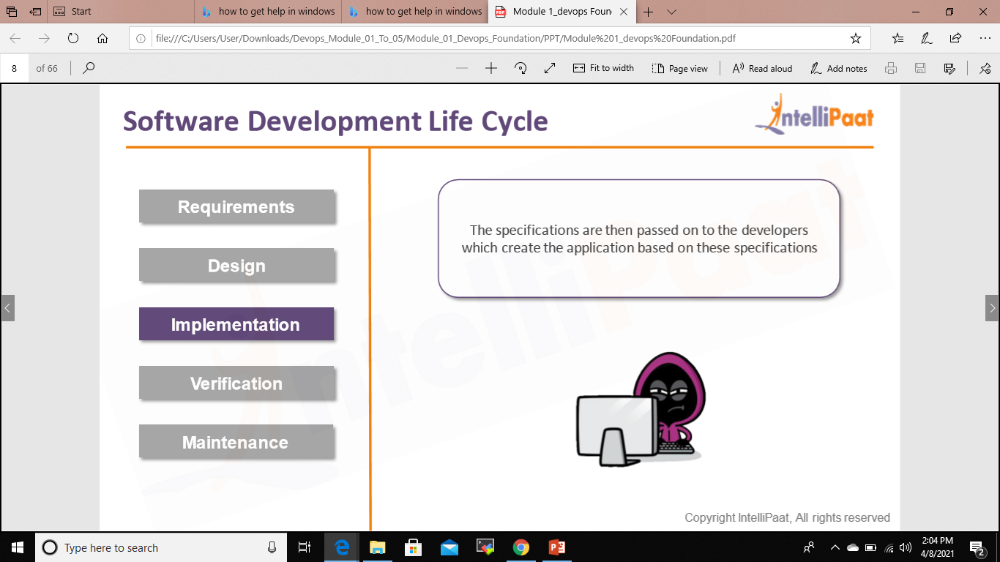 Start
how to get help in windows
how to get help in windows
Module 1_devops Foun
file:///C:/Users/User/Downloads/Devops_Module_01_To_05/Module_01_Devops_Foundation/PPT/Module%201_devops%20Foundation.pdf
8 of 66
Fit to width
Page view
Read aloud
Add notes
Software Development Life Cycle
IntelliPaat
Requirements
Design
Implementation
Verification
Maintenance
The specifications are then passed on to the developers
which create the application based on these specifications
IntelliPaat
Copyright IntelliPaat, All rights reserved
Type here to search
2:04 PM
4/8/2021
2